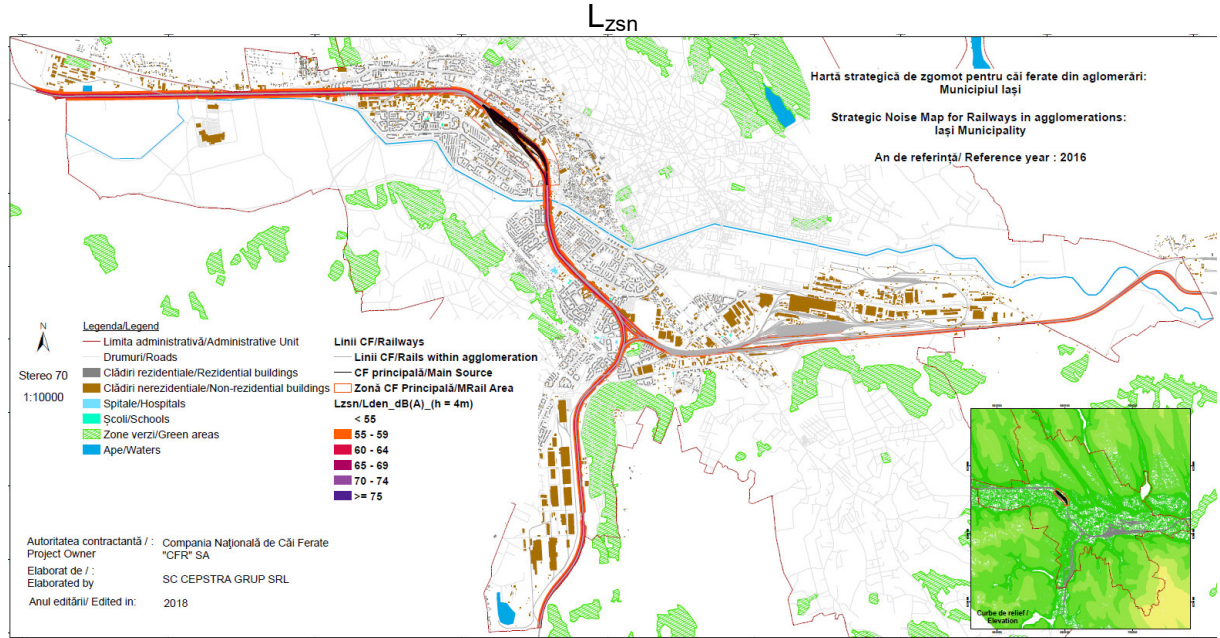 Lzsn
Hartă strategică de zgomot pentru căi ferate din aglomerări:
Municipiul Iași
Strategic Noise Map for Railways in agglomerations:
Iași Municipality
An de referință/ Reference year : 2016
N
Stereo 70
1:10000
Legenda/Legend
Limita administrativă/Administrative Unit
Drumuri/Roads
Clădiri rezidentiale/Rezidential buildings
Clădiri nerezidentiale/Non-rezidential buildings
Spitale/Hospitals
Școli/Schools
Zone verzi/Green areas
Ape/Waters
Linii CF/Railways
Linii CF/Rails within agglomeration
CF principală/Main Source
Zonă CF Principală/MRail Area
Lzsn/Lden_dB(A)_(h = 4m)
< 55
55 - 59
60 - 64
65 - 69
70 - 74
>= 75
Autoritatea contractantă / : Compania Națională de Căi Ferate
Project Owner "CFR" SA
Elaborat de / :
Elaborated by SC CEPSTRA GRUP SRL
Anul editării/ Edited in: 2018
Curbe de relief /
Elevation